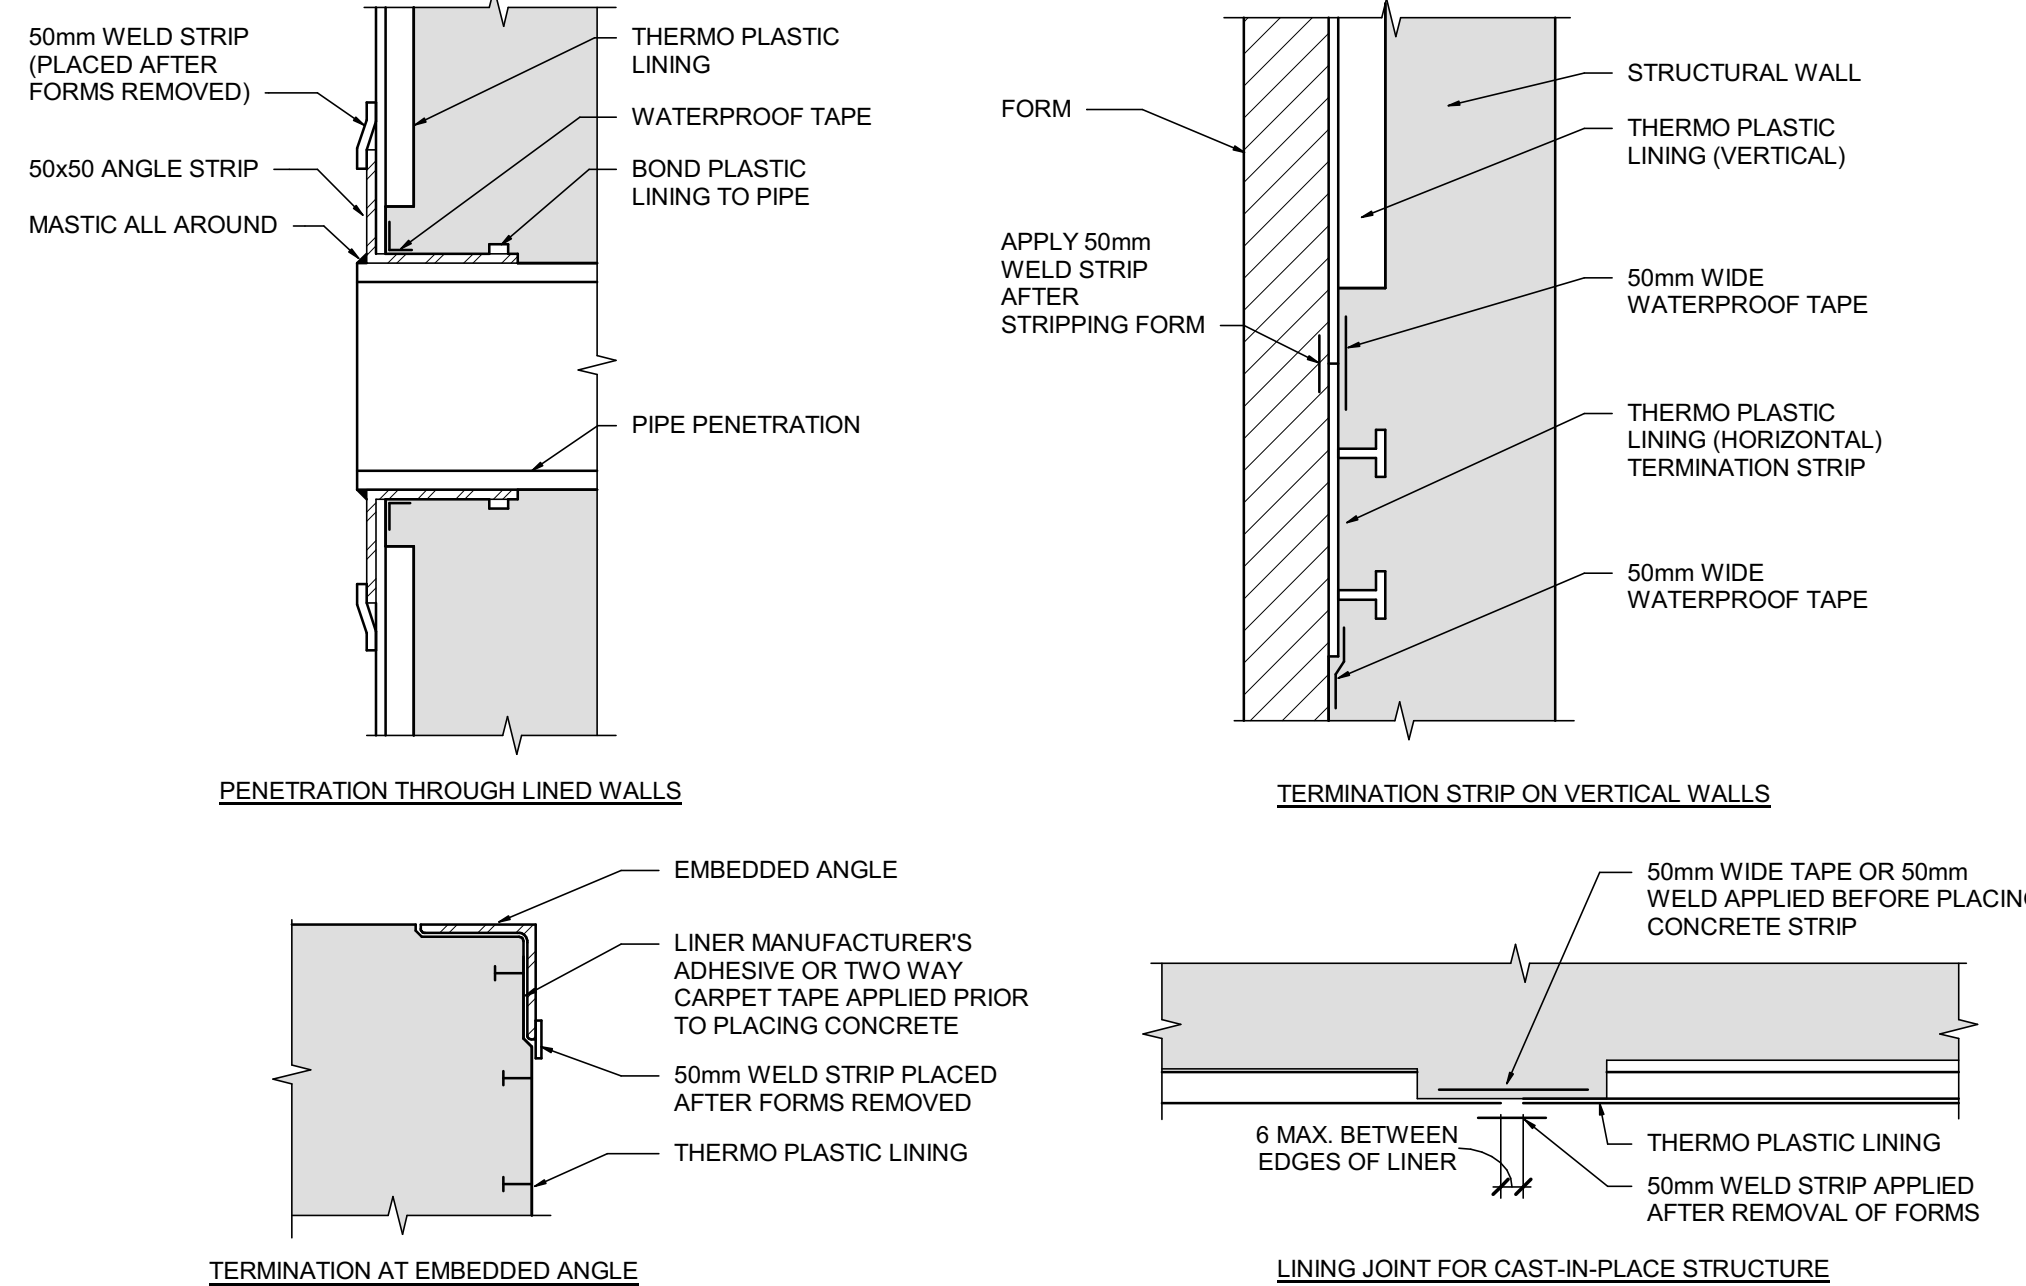 50mm WELD STRIP
(PLACED AFTER
FORMS REMOVED)
50x50 ANGLE STRIP
MASTIC ALL AROUND
THERMO PLASTIC
LINING
WATERPROOF TAPE
BOND PLASTIC
LINING TO PIPE
PIPE PENETRATION
PENETRATION THROUGH LINED WALLS
FORM
APPLY 50mm
WELD STRIP
AFTER
STRIPPING FORM
STRUCTURAL WALL
THERMO PLASTIC
LINING (VERTICAL)
50mm WIDE
WATERPROOF TAPE
THERMO PLASTIC
LINING (HORIZONTAL)
TERMINATION STRIP
50mm WIDE
WATERPROOF TAPE
TERMINATION STRIP ON VERTICAL WALLS
EMBEDDED ANGLE
LINER MANUFACTURER'S
ADHESIVE OR TWO WAY
CARPET TAPE APPLIED PRIOR
TO PLACING CONCRETE
50mm WELD STRIP PLACED
AFTER FORMS REMOVED
THERMO PLASTIC LINING
TERMINATION AT EMBEDDED ANGLE
50mm WIDE TAPE OR 50mm
WELD APPLIED BEFORE PLACING
CONCRETE STRIP
6 MAX. BETWEEN
EDGES OF LINER
THERMO PLASTIC LINING
50mm WELD STRIP APPLIED
AFTER REMOVAL OF FORMS
LINING JOINT FOR CAST-IN-PLACE STRUCTURE